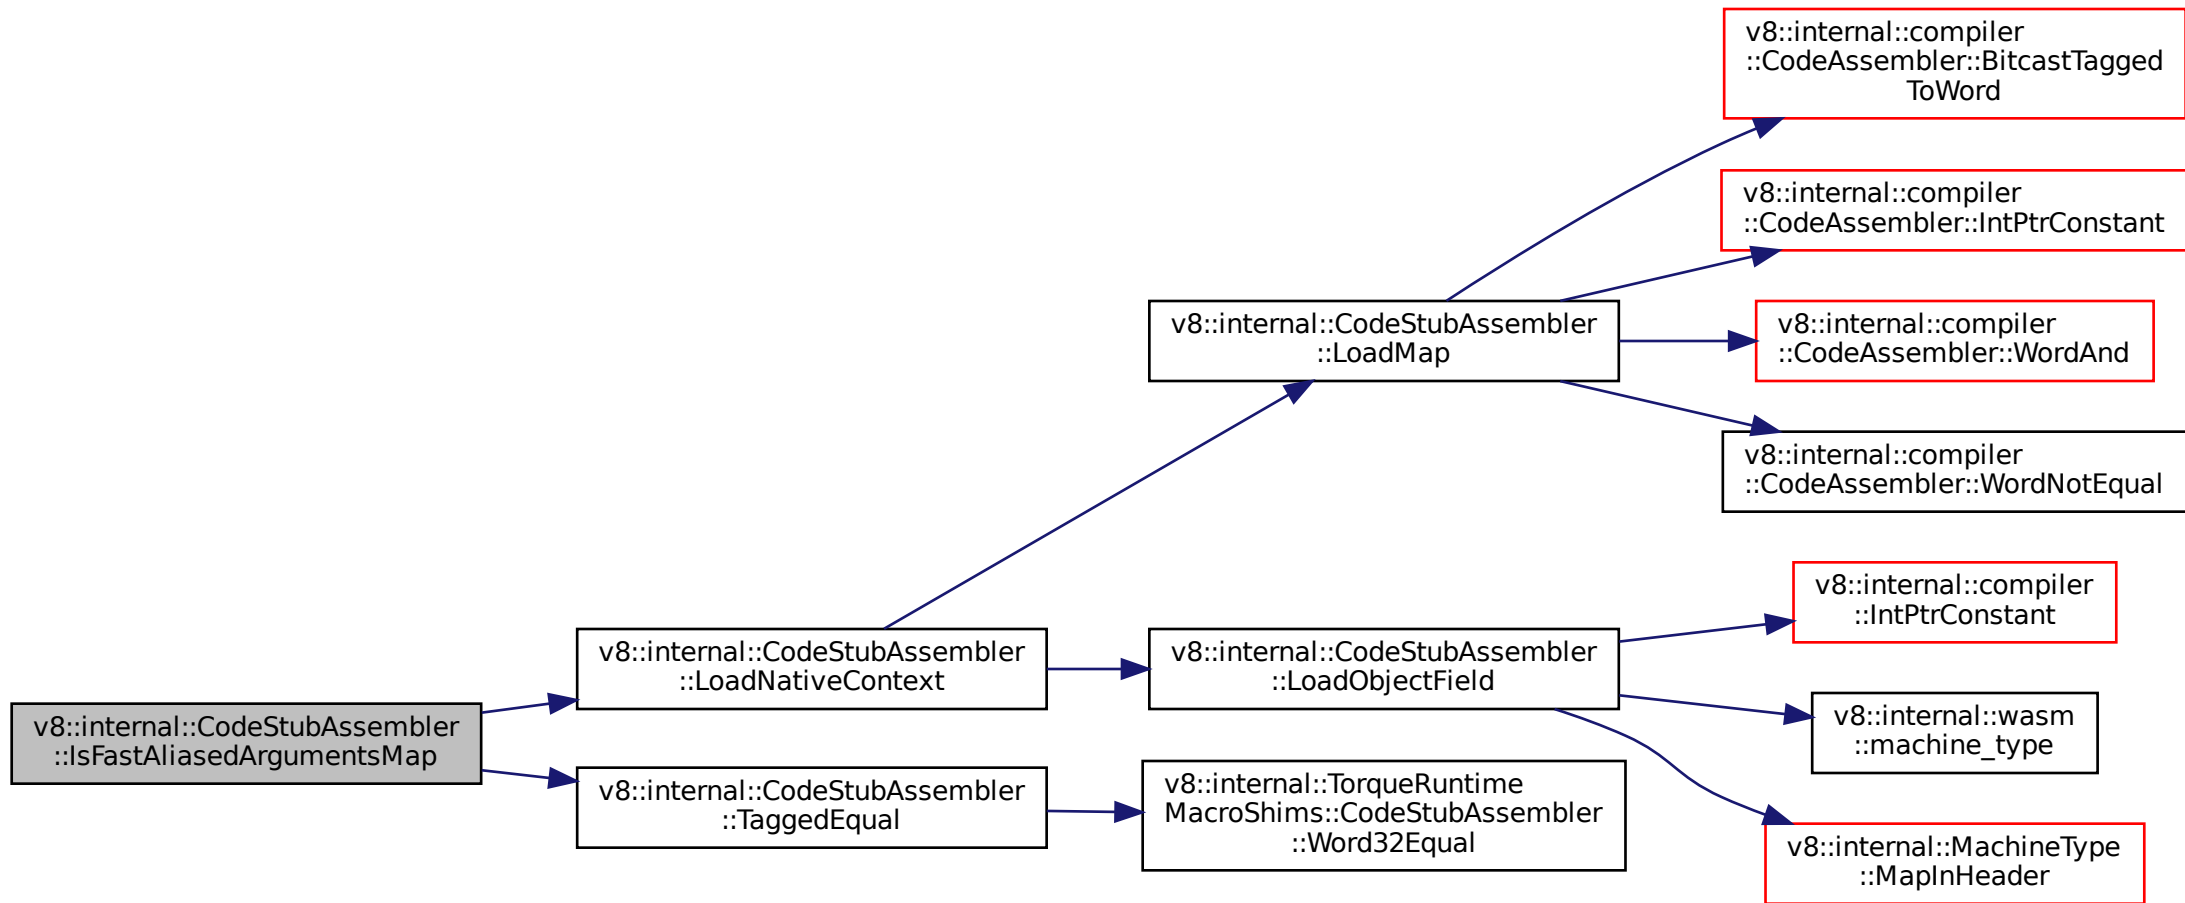 v8::internal::compiler
::CodeAssembler::BitcastTagged
ToWord
v8::internal::compiler
::CodeAssembler::IntPtrConstant
v8::internal::CodeStubAssembler
::LoadMap
v8::internal::compiler
::CodeAssembler::WordAnd
v8::internal::compiler
::CodeAssembler::WordNotEqual
v8::internal::compiler
::IntPtrConstant
v8::internal::CodeStubAssembler
::LoadNativeContext
v8::internal::CodeStubAssembler
::LoadObjectField
v8::internal::wasm
::machine_type
v8::internal::CodeStubAssembler
::IsFastAliasedArgumentsMap
v8::internal::CodeStubAssembler
::TaggedEqual
v8::internal::TorqueRuntime
MacroShims::CodeStubAssembler
::Word32Equal
v8::internal::MachineType
::MapInHeader